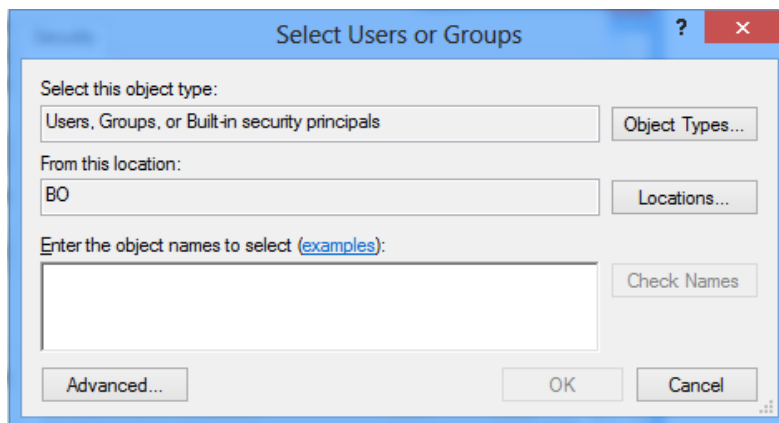 Security
Select Users or Groups
?
Select this object type:
Users, Groups, or Built-in security principals
Object Types...
From this location:
BO
Locations...
Enter the object names to select (examples):
Check Names
Advanced...
OK
Cancel